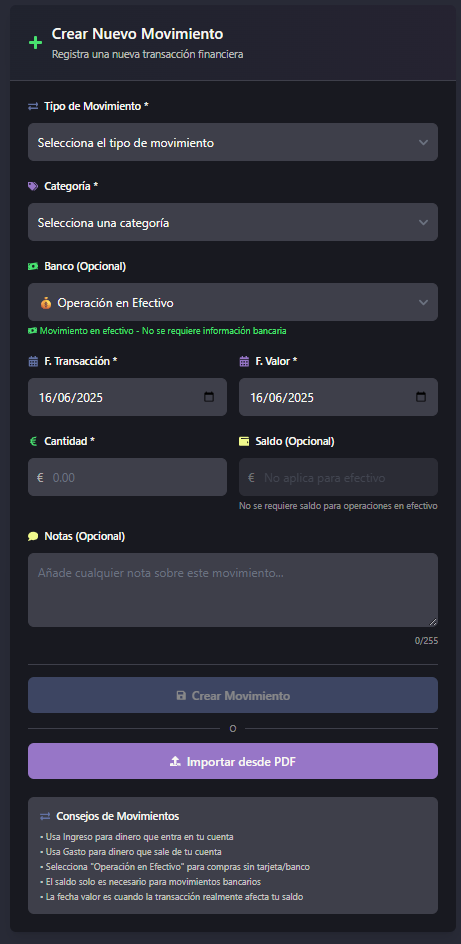 Crear Nuevo Movimiento
Registra una nueva transacción financiera
Tipo de Movimiento *
Selecciona el tipo de movimiento
Categoría *
Selecciona una categoría
Banco (Opcional)
Operación en Efectivo
Movimiento en efectivo - No se requiere información bancaria
F. Transacción *
F. Valor *
16/06/2025
16/06/2025
Cantidad *
Saldo (Opcional)
€ 0.00
€ No aplica para efectivo
No se requiere saldo para operaciones en efectivo
Notas (Opcional)
Añade cualquier nota sobre este movimiento...
0/255
Crear Movimiento
O
Importar desde PDF
Consejos de Movimientos
• Usa Ingreso para dinero que entra en tu cuenta
• Usa Gasto para dinero que sale de tu cuenta
• Selecciona "Operación en Efectivo" para compras sin tarjeta/banco
• El saldo solo es necesario para movimientos bancarios
• La fecha valor es cuando la transacción realmente afecta tu saldo